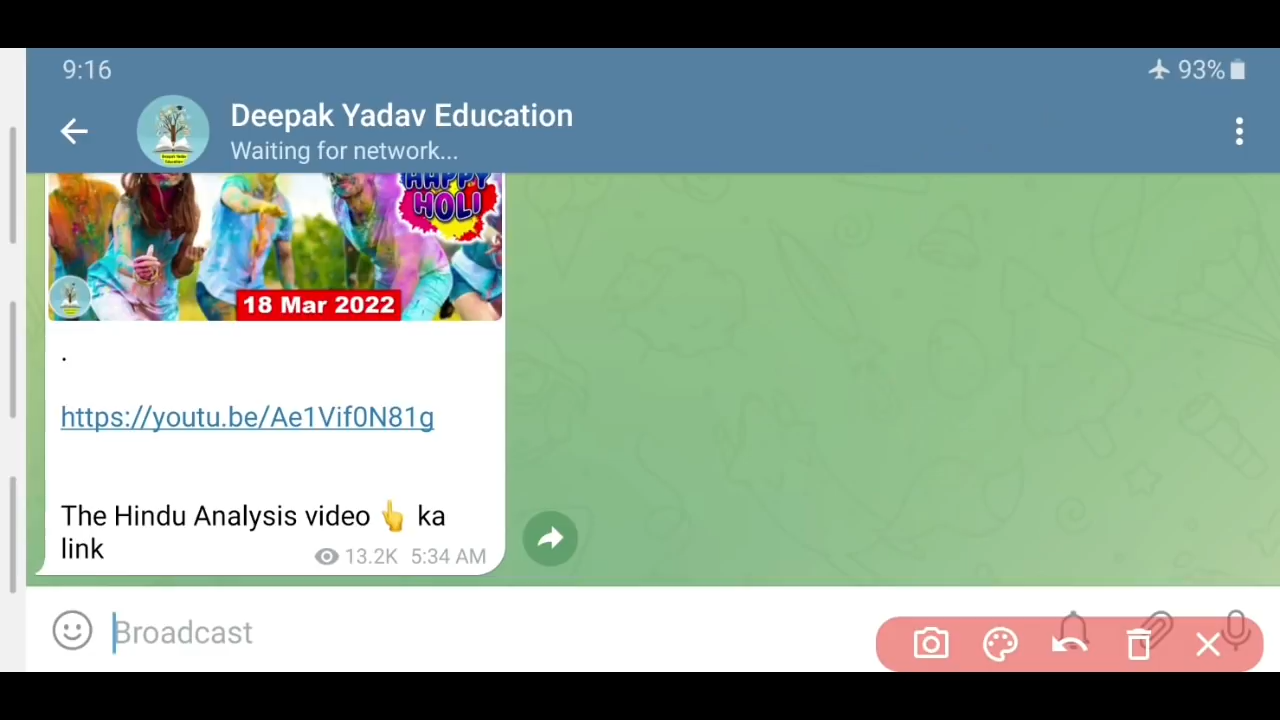 9:16
93%
Deepak Yadav Education
Waiting for network...
HAPPY
HOLI
18 Mar 2022
.
https://youtu.be/Ae1Vif0N81g
The Hindu Analysis video 👆 ka
link
13.2K 5:34 AM
Broadcast